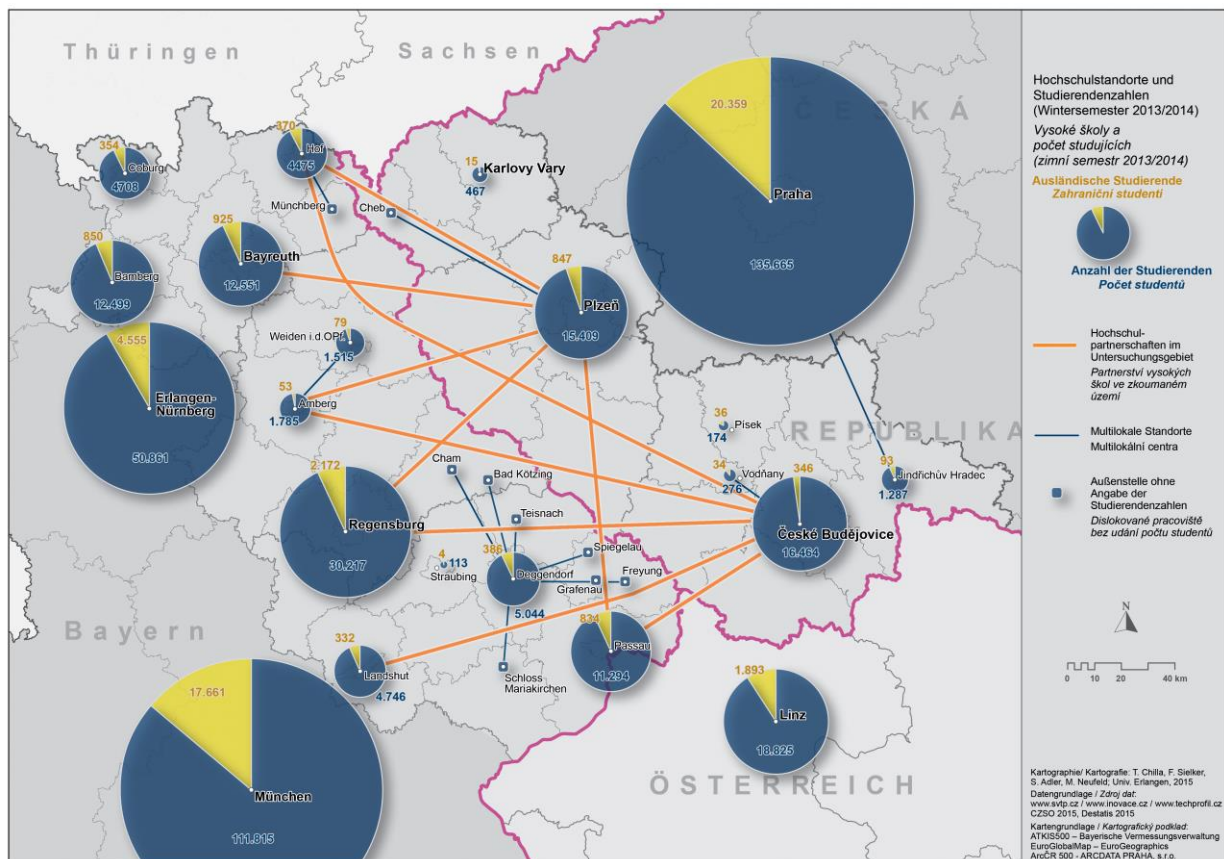 Thüringen
Sachsen
ČESKÁ
REPUBLIKA
Bayern
ÖSTERREICH
354
Coburg
4708
370
Hof
4475
Münchberg
Cheb
15
Karlovy Vary
467
20.359
Praha
135.665
850
Bamberg
12.499
925
Bayreuth
12.551
847
Plzeň
15.409
79
Weiden i.d.OPf.
1.515
4.555
Erlangen-
Nürnberg
50.861
53
Amberg
1.785
36
Písek
174
34
Vodňany
276
93
Jindřichův Hradec
1.287
346
České Budějovice
16.464
Cham
Bad Kötzing
Teisnach
Spiegelau
Grafenau
Freyung
2.172
Regensburg
30.217
4
113
Straubing
386
Deggendorf
5.044
Schloss
Mariakirchen
834
Passau
11.294
332
Landshut
4.746
1.893
Linz
18.825
17.661
München
111.815
Hochschulstandorte und
Studierendenzahlen
(Wintersemester 2013/2014)
Vysoké školy a
počet studujících
(zimní semestr 2013/2014)
Ausländische Studierende
Zahraniční studenti
Anzahl der Studierenden
Počet studentů
Hochschul-
partnerschaften im
Untersuchungsgebiet
Partnerství vysokých
škol ve zkoumaném
území
Multilokale Standorte
Multilokální centra
Außenstelle ohne
Angabe der
Studierendenzahlen
Dislokované pracoviště
bez udání počtu studentů
N
0 10 20 40 km
Kartographie/ Kartografie: T. Chilla, F. Sielker,
S. Adler, M. Neufeld; Univ. Erlangen, 2015
Datengrundlage / Zdroj dat:
www.svtp.cz / www.inovace.cz / www.techprofil.cz
CZSO 2015, Destatis 2015
Kartengrundlage / Kartografický podklad:
ATKIS500 – Bayerische Vermessungsverwaltung
EuroGlobalMap – EuroGeographics
ArcČR 500 - ARCDATA PRAHA, s.r.o.